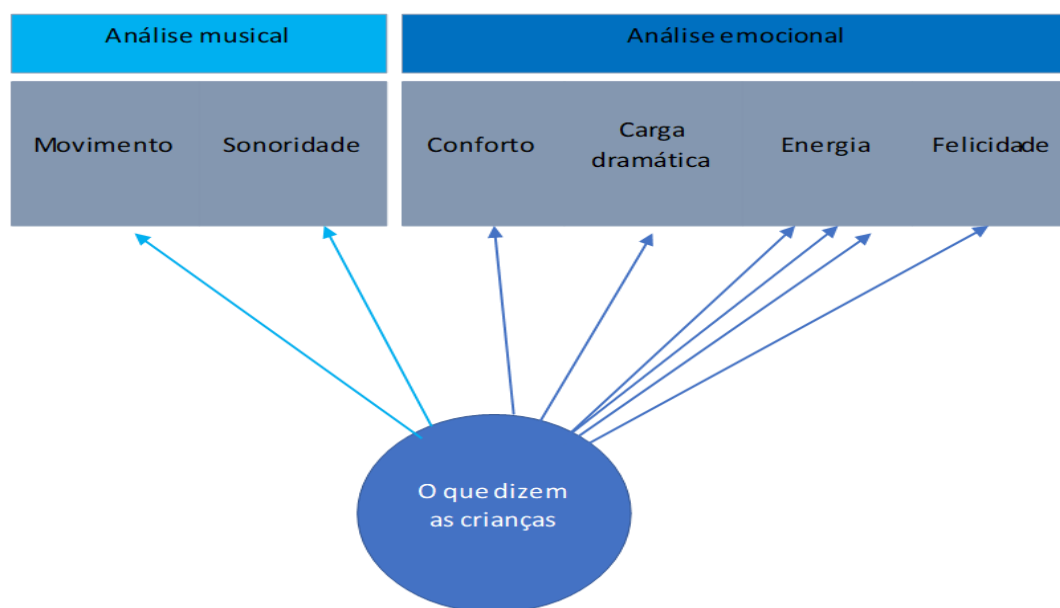 Análise musical
Análise emocional
Movimento
Sonoridade
Conforto
Carga
dramática
Energia
Felicidade
O que dizem
as crianças